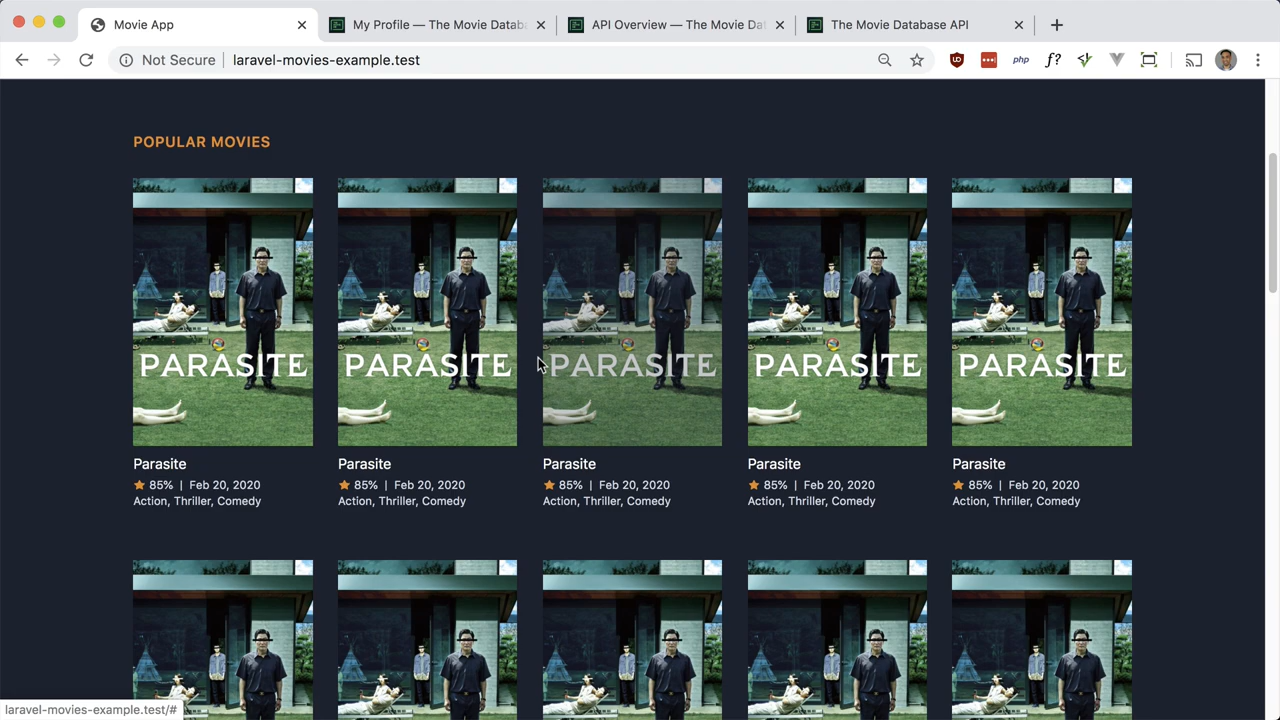 Movie App
My Profile — The Movie Datab
API Overview — The Movie Dat
The Movie Database API
Not Secure
laravel-movies-example.test
php
f?
POPULAR MOVIES
PARASITE PARASITE PARASITE PARASITE PARASITE
Parasite Parasite Parasite Parasite Parasite
85% | Feb 20, 2020 85% | Feb 20, 2020 85% | Feb 20, 2020 85% | Feb 20, 2020 85% | Feb 20, 2020
Action, Thriller, Comedy Action, Thriller, Comedy Action, Thriller, Comedy Action, Thriller, Comedy Action, Thriller, Comedy
laravel-movies-example.test/#